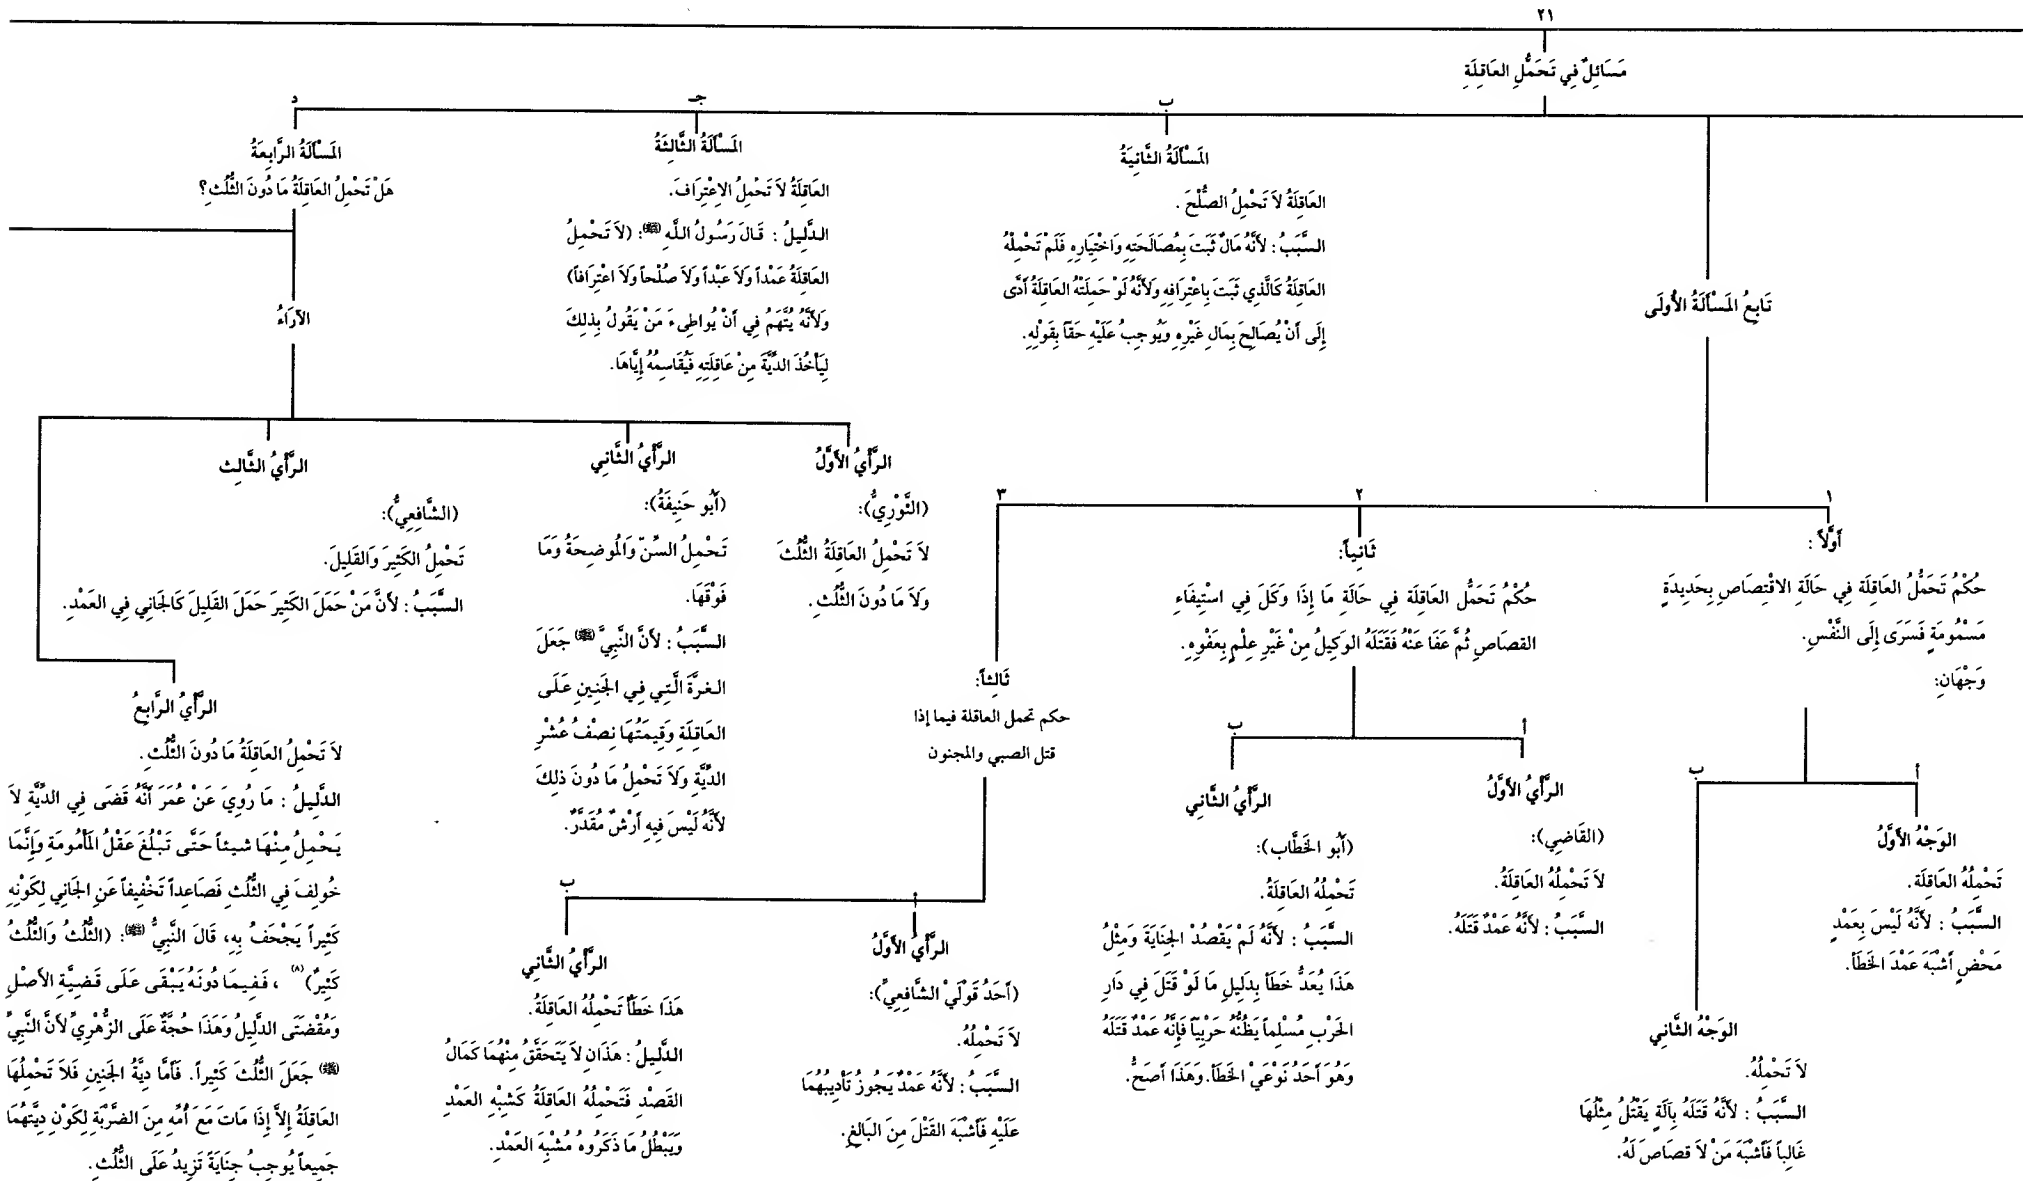 ٢١
مَسَائِلٌ فِي تَحَمُّلِ العَاقِلَةِ
تَابِعُ المَسْأَلَةُ الأُولَى
١
أَوَّلاً :
حُكْمُ تَحَمُّلُ العَاقِلَة فِي حَالَةِ الاقْتِصَاصِ بِحَدِيدَةٍ
مَسْمُومَةٍ فَسَرَى إِلَى النَّفْسِ.
وَجْهَانِ:
أ
الوَجْهُ الأَوَّلُ
تَحْمِلُهُ العَاقِلَة.
السَّبَبُ : لأَنَّهُ لَيْسَ بِعَمْدٍ
مَحْضٍ أَشْبَهَ عَمْدَ الخَطَأ.
ب
الوَجْهُ الثَّانِي
لاَ تَحْمِلُهُ.
السَّبَبُ : لأَنَّهُ قَتَلَهُ بِآلَةٍ يَقْتُلُ مِثْلُهَا
غَالِباً فَأَشْبَهَ مَنْ لاَ قصَاصَ لَهُ.
٢
ثَانِياً:
حُكْمُ تَحَمُّلُ العَاقِلَة فِي حَالَةِ مَا إِذَا وَكَلَ فِي اسْتِيفَاءِ
القصَاصِ ثُمَّ عَفَا عَنْهُ فَقَتَلَهُ الوَكِيلُ مِنْ غَيْرِ عِلْمٍ بِعَفْوِهِ.
أ
الرَّأْيُ الأَوَّلُ
(القَاضِي):
لاَ تَحْمِلُهُ العَاقِلَةُ.
السَّبَبُ : لأَنَّهُ عَمْدٌ قَتَلَهُ.
ب
الرَّأْيُ الثَّانِي
(أَبُو الخَطَّاب):
تَحْمِلُهُ العَاقِلَةُ.
السَّبَبُ : لأَنَّهُ لَمْ يَقْصُدْ الجِنَايَةَ وَمِثْلُ
هَذَا يُعَدُّ خَطَأً بِدَلِيلِ مَا لَوْ قَتَلَ فِي دَارِ
الحَرْبِ مُسْلِماً يَظُنُّهُ حَرْبِيّاً فَإِنَّهُ عَمْدٌ قَتَلَهُ
وَهُوَ أَحَدُ نَوْعَيْ الخَطَأ. وَهَذَا أَصَحُّ.
٣
ثَالِثاً:
حكم تحمل العاقلة فيما إذا
قتل الصبي والمجنون
أ
الرَّأْيُ الأَوَّلُ
(أَحَدُ قَوْلَيْ الشَّافِعِيِّ):
لاَ تَحْمِلُهُ.
السَّبَبُ : لأَنَّهُ عَمْدٌ يَجُوزُ تَأْدِيبُهُمَا
عَلَيْهِ فَأَشْبَهَ القَتْلَ مِنَ البَالِغِ.
ب
الرَّأْيُ الثَّانِي
هَذَا خَطَأٌ تَحْمِلُهُ العَاقِلَةُ.
الدَّلِيلُ : هَذَانِ لاَ يَتَحَقَّقُ مِنْهُمَا كَمَالُ
القَصْدِ فَتَحْمِلُهُ العَاقِلَةُ كَشِبْهِ العَمْدِ
وَيَبْطُلُ مَا ذَكَرُوهُ مُشْبِهَ العَمْدِ.
ب
المَسْأَلَةُ الثَّانِيَةُ
العَاقِلَةُ لاَ تَحْمِلُ الصُّلْحَ .
السَّبَبُ : لأَنَّهُ مَالٌ ثَبَتَ بِمُصَالَحَتِهِ وَاخْتِيَارِهِ فَلَمْ تَحْمِلْهُ
العَاقِلَةُ كَالَّذِي ثَبَتَ بِاعْتِرَافِهِ وَلأَنَّهُ لَوْ حَمِلَتْهُ العَاقِلَةُ أَدَّى
إِلَى أَنْ يُصَالِحَ بِمَالِ غَيْرِهِ وَيُوجِبُ عَلَيْهِ حَقّاً بِقَوْلِهِ.
جـ
المَسْأَلَةُ الثَّالِثَةُ
العَاقِلَةُ لاَ تَحْمِلُ الاعْتِرَافَ.
الدَّلِيلُ : قَالَ رَسُولُ اللَّهِ (ﷺ): (لاَ تَحْمِلُ
العَاقِلَةُ عَمْداً وَلاَ عَبْداً وَلاَ صُلْحاً وَلاَ اعْتِرَافاً)
وَلأَنَّهُ يُتَّهَمُ فِي أَنْ يُوَاطِىءَ مَنْ يَقُولُ بِذلِكَ
لِيَأْخُذَ الدِّيَّةَ مِنْ عَاقِلَتِهِ فَيُقَاسِمُهُ إِيَّاهَا.
د
المَسْأَلَةُ الرَّابِعَةُ
هَلْ تَحْمِلُ العَاقِلَةُ مَا دُونَ الثُّلُثِ؟
الآرَاءُ
الرَّأْيُ الأَوَّلُ
(الثَّوْرِيُّ):
لاَ تَحْمِلُ العَاقِلَةُ الثُّلُثَ
وَلاَ مَا دُونَ الثُّلُثِ.
الرَّأْيُ الثَّانِي
(أَبُو حَنِيفَةُ):
تَحْمِلُ السِّنّ وَالمُوضِحَةُ وَمَا
فَوْقَهَا.
السَّبَبُ : لأَنَّ النَّبِيَّ (ﷺ) جَعَلَ
الغرَّةَ الَّتِي فِي الجَنِينِ عَلَى
العَاقِلَةِ وَقِيمَتُهَا نِصْفُ عُشْرِ
الدِّيَّةِ وَلاَ تَحْمِلُ مَا دُونَ ذلِكَ
لأَنَّهُ لَيْسَ فِيهِ أَرْشٌ مُقَدَّرٌ.
الرَّأْيُ الثَّالِث
(الشَّافِعِيُّ):
تَحْمِلُ الكَثِيرَ وَالقَلِيلَ.
السَّبَبُ : لأَنَّ مَنْ حَمَلَ الكَثِيرَ حَمَلَ القَلِيلَ كَالجَانِي فِي العَمْدِ.
الرَّأْيُ الرَّابِعُ
لاَ تَحْمِلُ العَاقِلَةُ مَا دُونَ الثُّلُثِ.
الدَّلِيلُ : مَا رُوِيَ عَنْ عُمَرَ أَنَّهُ قَضَى فِي الدِّيَّةِ لاَ
يَحْمِلُ مِنْهَا شيئاً حَتَّى تَبْلُغَ عَقْلُ المَأْمُومَةِ وَإِنَّمَا
خُولِفَ فِي الثُّلُثِ فَصَاعِداً تَخْفِيفاً عَنِ الجَانِي لِكَوْنِهِ
كَثِيراً يَجْحَفُ بِهِ، قَالَ النَّبِيُّ (ﷺ): (الثُّلُثُ وَالثُّلُثُ
كَثِيرٌ) (٨) ، فَفِيمَا دُونَهُ يَبْقَى عَلَى قَضِيَّةِ الأَصْلِ
وَمُقْتَضَى الدَّلِيلُ وَهَذَا حُجَّةٌ عَلَى الزُّهْرِيِّ لأَنَّ النَّبِيَّ
(ﷺ) جَعَلَ الثُّلُثَ كَثِيراً. فَأَمَّا دِيَّةُ الجَنِينِ فَلاَ تَحْمِلُهَا
العَاقِلَةُ إِلاَّ إِذَا مَاتَ مَعَ أُمِّهِ مِنَ الضَّرْبَةِ لِكَوْنِ دِيَّتِهُمَا
جَمِيعاً يُوجِبُ جِنَايَةً تَزِيدُ عَلَى الثُّلُثِ.